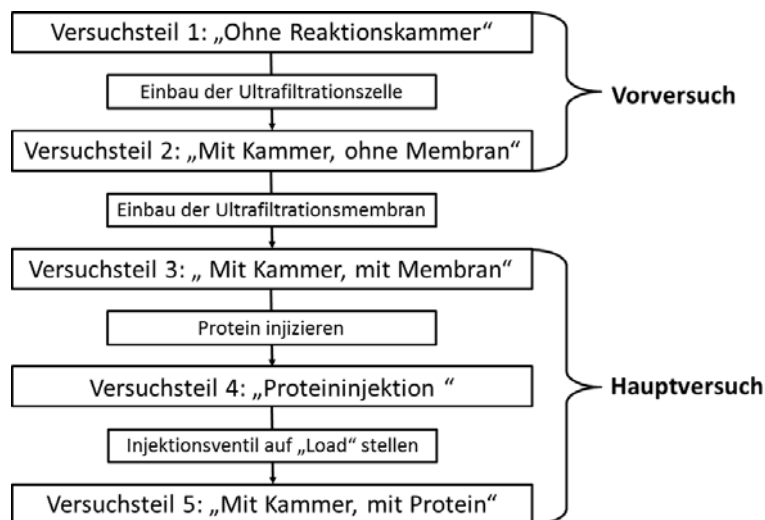 Versuchsteil 1: „Ohne Reaktionskammer“
Einbau der Ultrafiltrationszelle
Vorversuch
Versuchsteil 2: „Mit Kammer, ohne Membran“
Einbau der Ultrafiltrationsmembran
Versuchsteil 3: „ Mit Kammer, mit Membran“
Protein injizieren
Versuchsteil 4: „Proteininjektion “
Hauptversuch
Injektionsventil auf „Load“ stellen
Versuchsteil 5: „Mit Kammer, mit Protein“